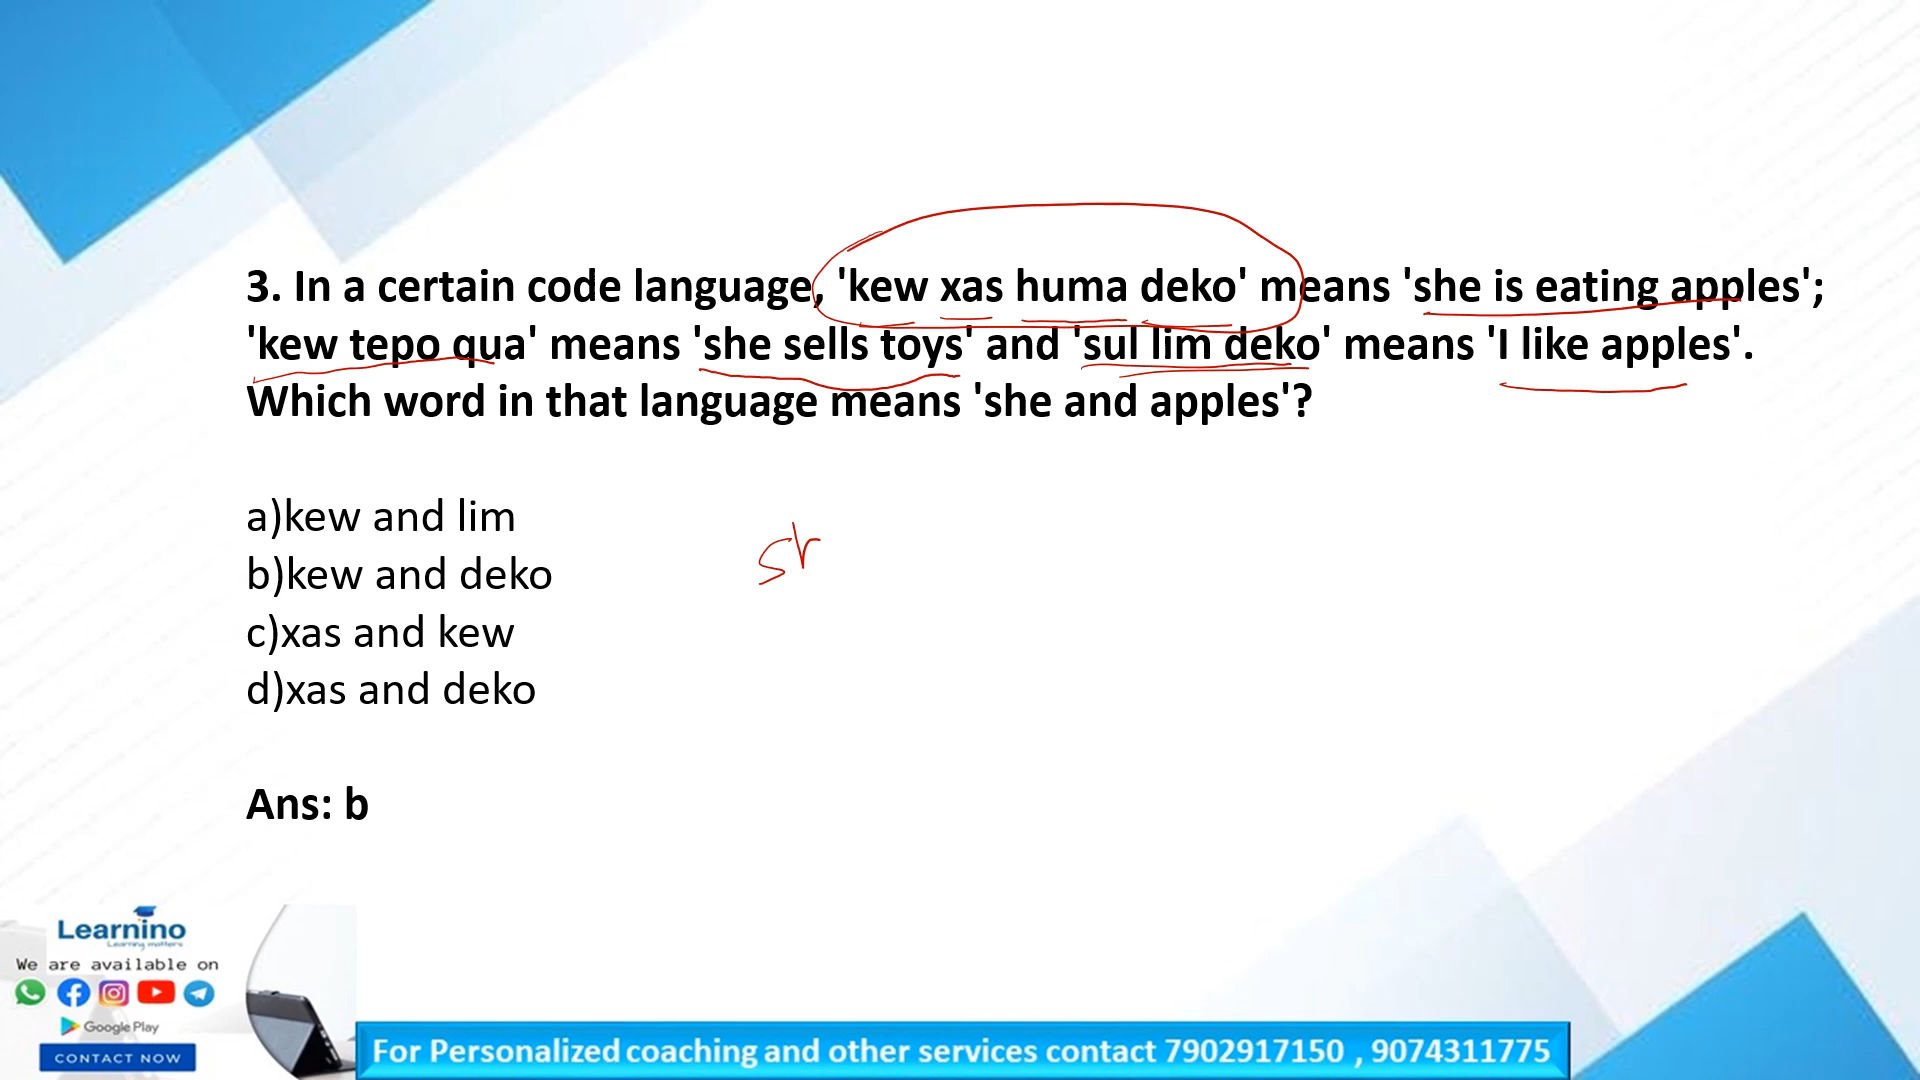 3. In a certain code language, 'kew xas huma deko' means 'she is eating apples';
'kew tepo qua' means 'she sells toys' and 'sul lim deko' means 'I like apples'.
Which word in that language means 'she and apples'?
a)kew and lim
b)kew and deko
c)xas and kew
d)xas and deko
Ans: b
Learnino
Learning matters
We are available on
Google Play
CONTACT NOW
For Personalized coaching and other services contact 7902917150 , 9074311775